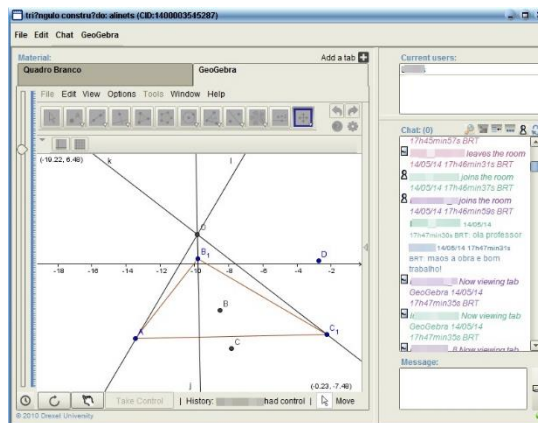 tri?ngulo constru?do: alinets (CID:1400003545287)
File Edit Chat GeoGebra
Material:
Add a tab
Quadro Branco
GeoGebra
File Edit View Options Tools Window Help
(-19.22, 6.48)
k
l
O
B1
D
-18 -16 -14 -12 -10 -8 -6 -4 -2
B
A
C1
C
j
(-0.23, -7.48)
Take Control
History:
had control
Move
© 2010 Drexel University
Current users:
Chat: (0)
17h45min57s BRT
leaves the room
14/05/14 17h46min31s BRT
joins the room
14/05/14 17h46min37s BRT
joins the room
14/05/14 17h46min59s BRT
14/05/14
17h47min30s BRT: ola professor
14/05/14 17h47min31s
BRT: maos a obra e bom
trabalho!
Now viewing tab
GeoGebra 14/05/14
17h47min35s BRT
Now viewing tab
GeoGebra 14/05/14
17h47min35s BRT
Now viewing tab
Message: